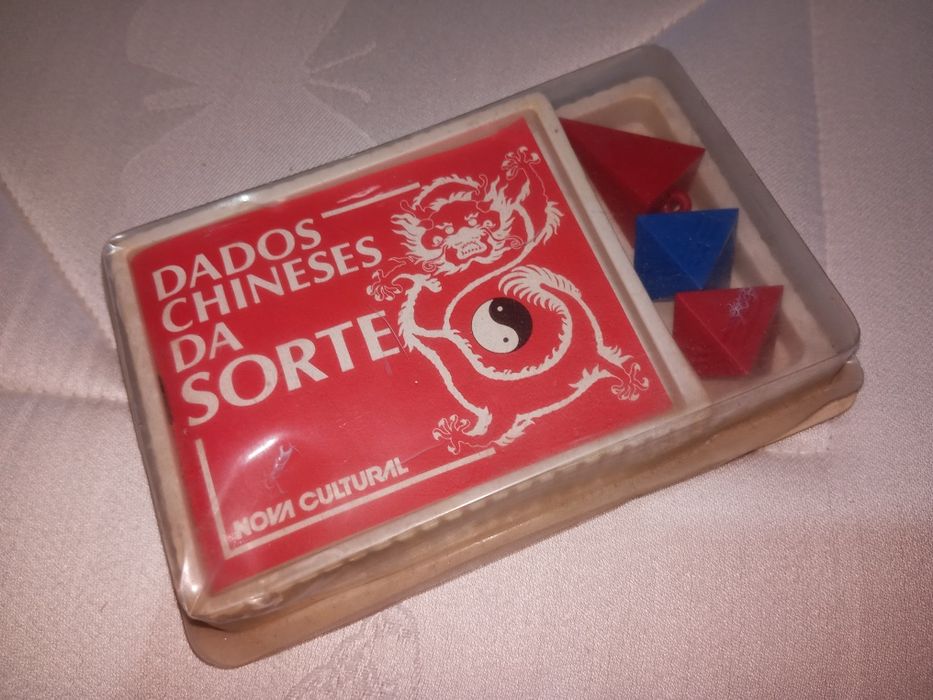 DADOS
CHINESES
DA
SORTE
NOVA CULTURAL